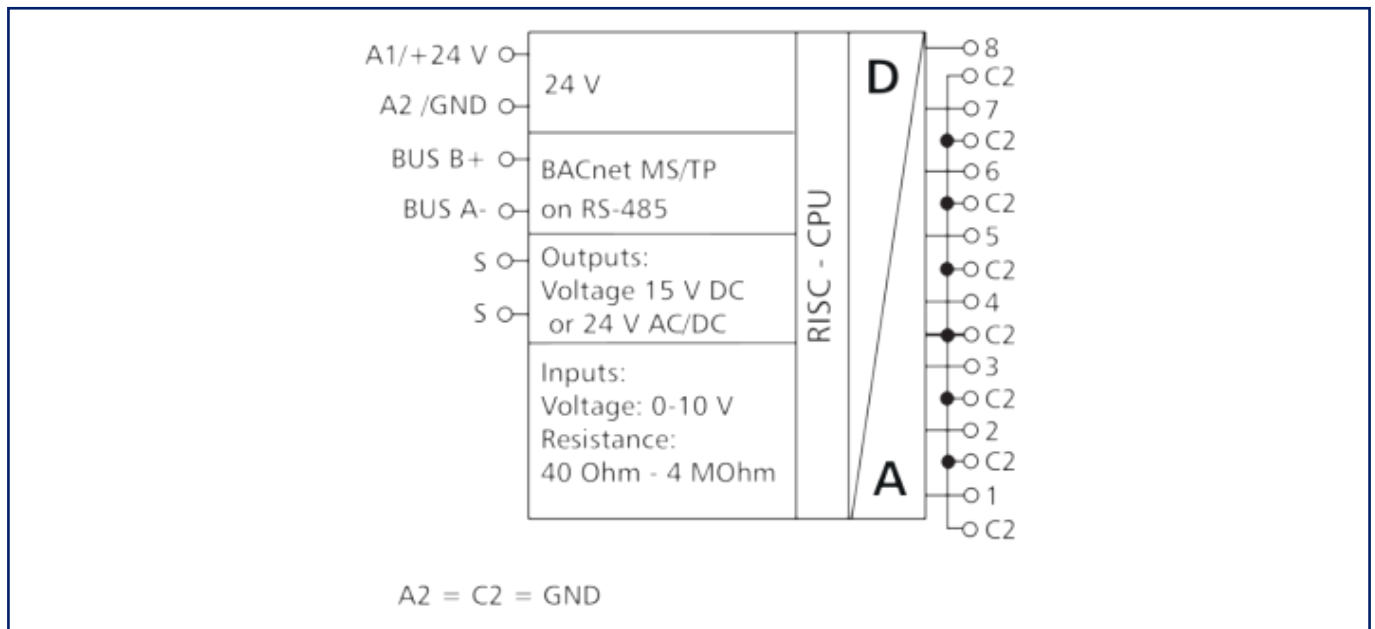 A1/+24 V
A2 /GND
BUS B+
BUS A-
S
S
24 V
BACnet MS/TP
on RS-485
Outputs:
Voltage 15 V DC
or 24 V AC/DC
Inputs:
Voltage: 0-10 V
Resistance:
40 Ohm - 4 MOhm
RISC - CPU
D
A
8
C2
7
C2
6
C2
5
C2
4
C2
3
C2
2
C2
1
C2
A2 = C2 = GND